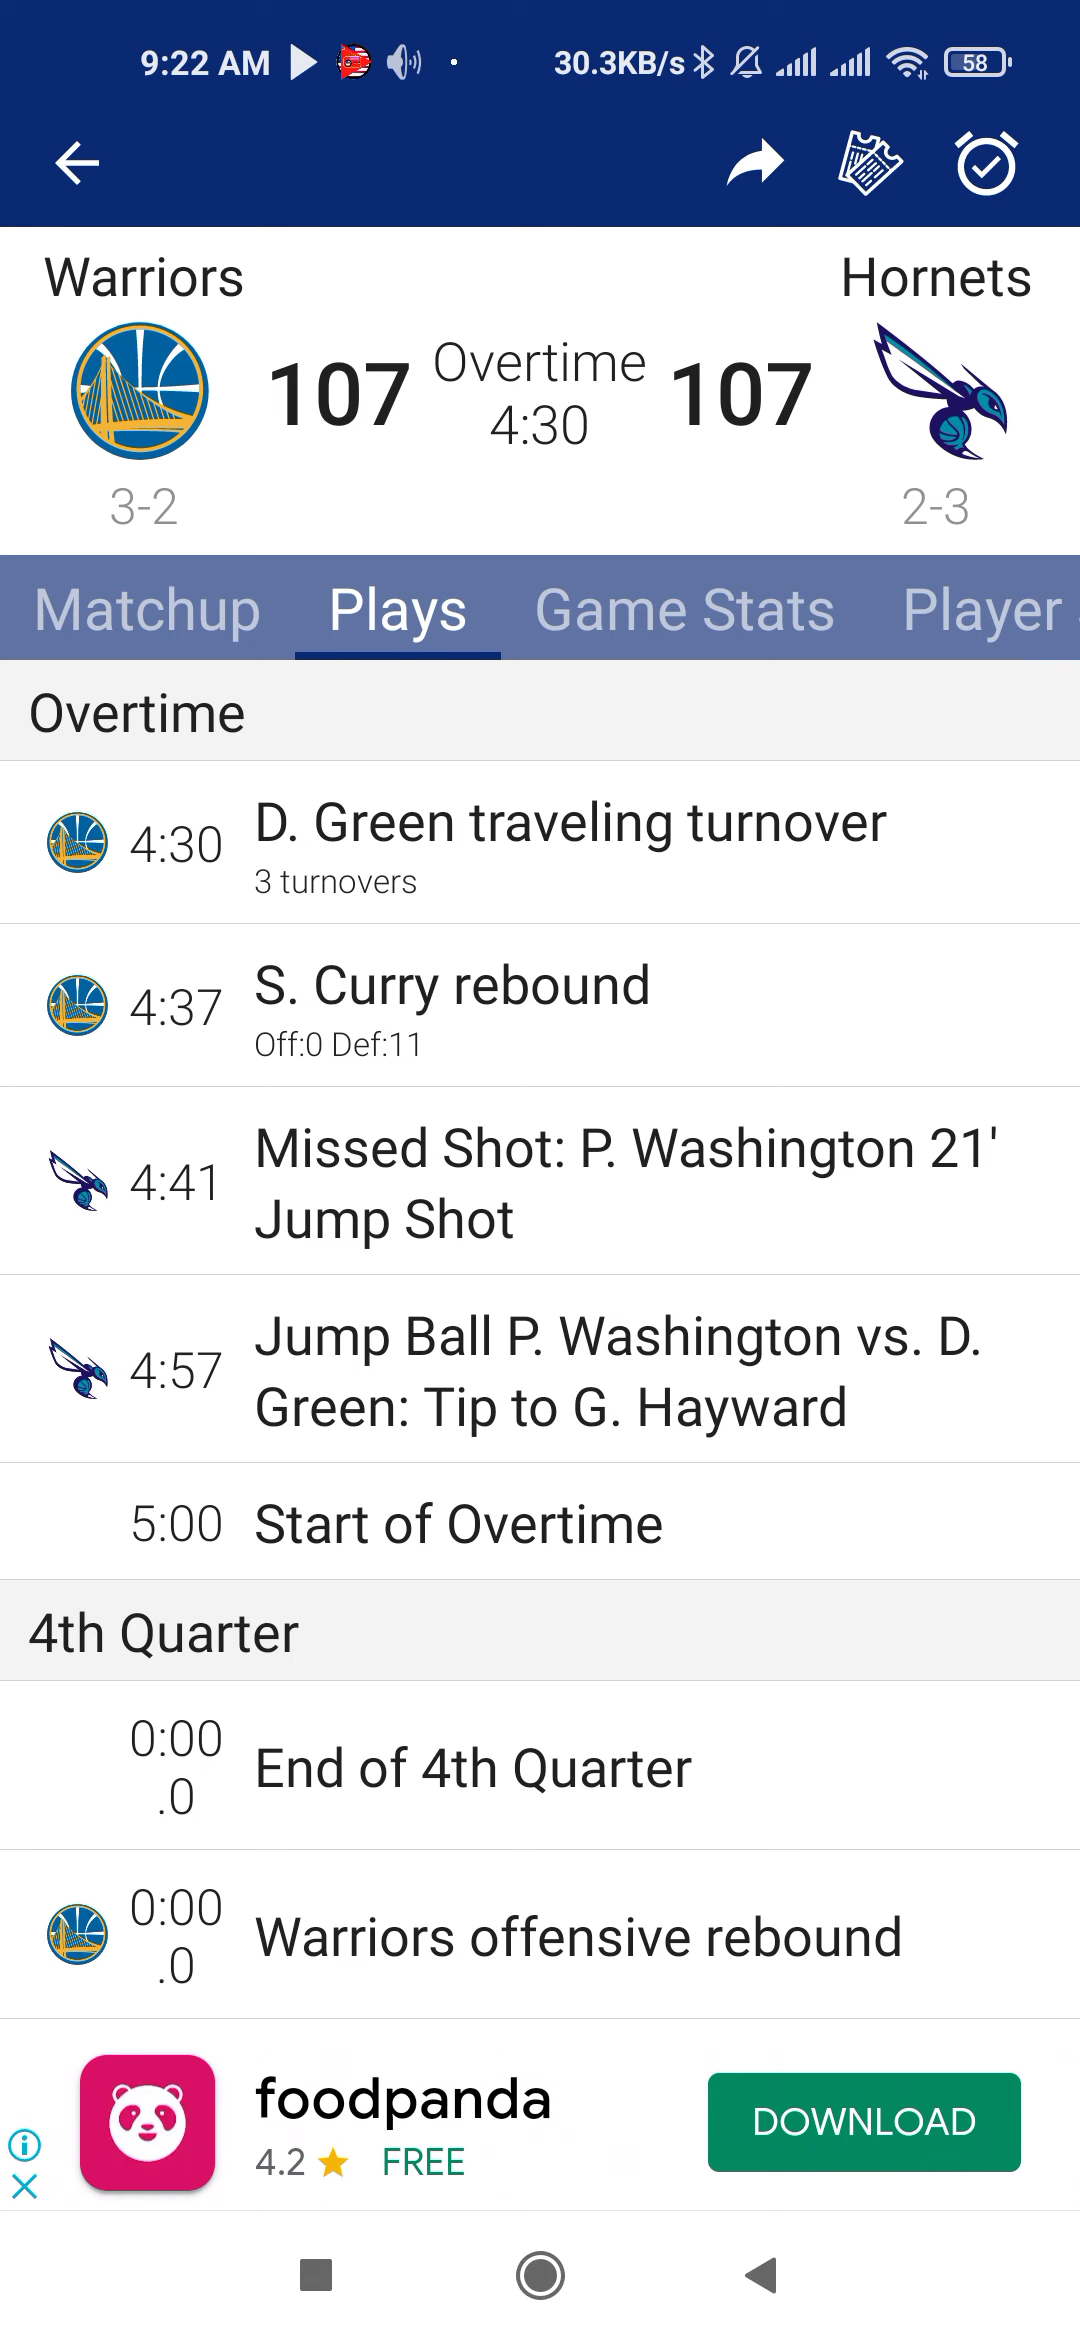 9:22 AM 30.3KB/s 58
Warriors Hornets
107 Overtime 107
4:30
3-2 2-3
Matchup Plays Game Stats Player
Overtime
4:30 D. Green traveling turnover
3 turnovers
4:37 S. Curry rebound
Off:0 Def:11
4:41 Missed Shot: P. Washington 21'
Jump Shot
4:57 Jump Ball P. Washington vs. D.
Green: Tip to G. Hayward
5:00 Start of Overtime
4th Quarter
0:00
.0 End of 4th Quarter
0:00
.0 Warriors offensive rebound
foodpanda
4.2 FREE
DOWNLOAD